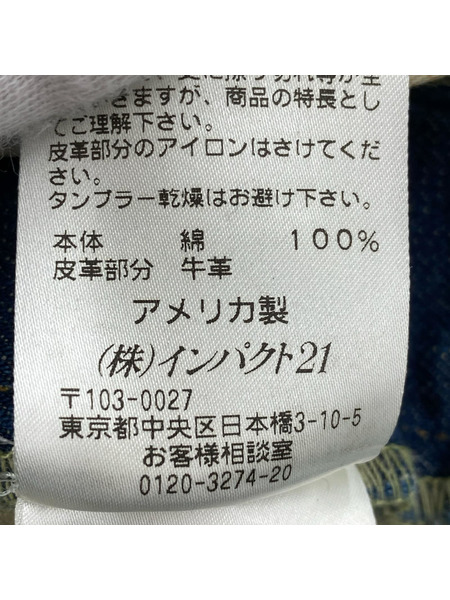 いきますが、商品の特長とし
てご理解下さい。
皮革部分のアイロンはさけてくだ
さい。
タンブラー乾燥はお避け下さい。
本体 綿 100%
皮革部分 牛革
アメリカ製
(株)インパクト21
〒103-0027
東京都中央区日本橋3-10-5
お客様相談室
0120-3274-20